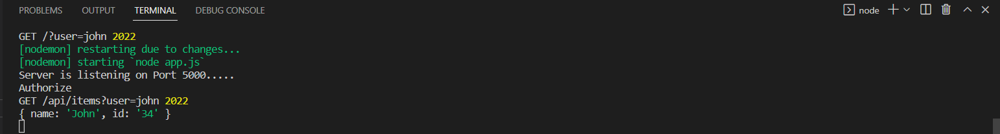 PROBLEMS OUTPUT TERMINAL DEBUG CONSOLE node
GET /?user=john 2022
[nodemon] restarting due to changes...
[nodemon] starting `node app.js`
Server is listening on Port 5000.....
Authorize
GET /api/items?user=john 2022
{ name: 'John', id: '34' }